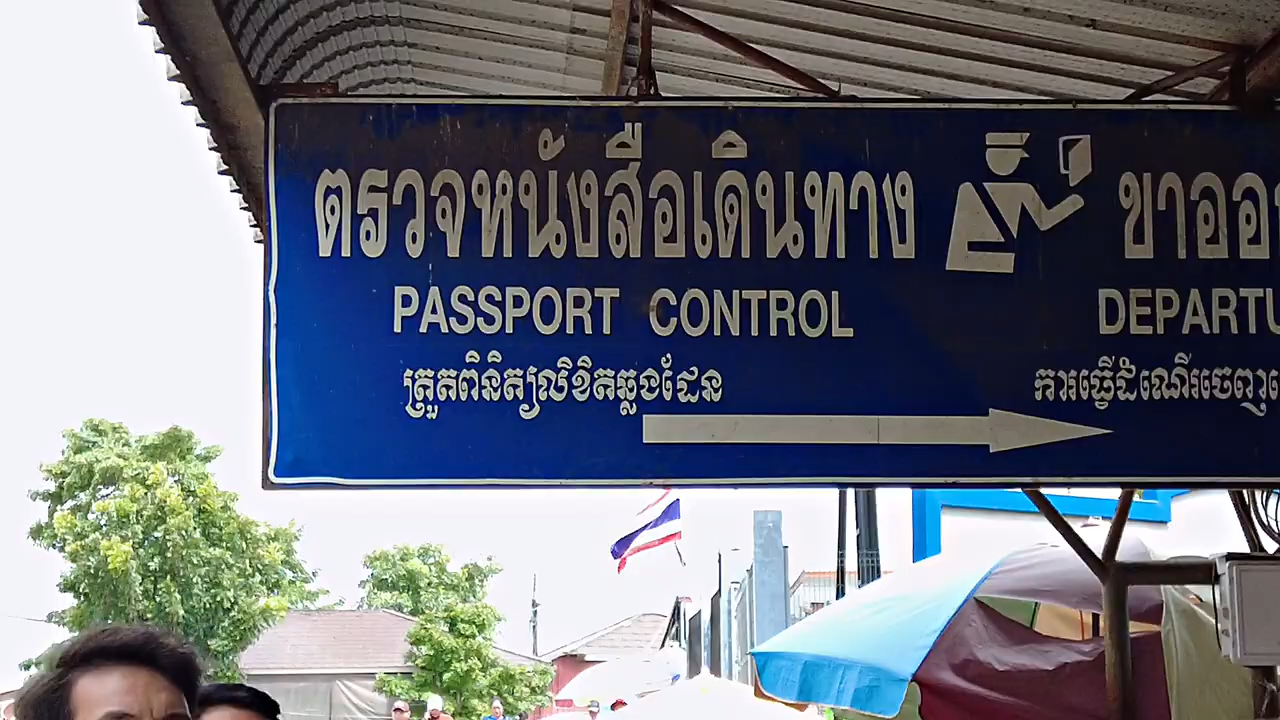 ตรวจหนังสือเดินทาง
PASSPORT CONTROL
ត្រួតពិនិត្យលិខិតឆ្លងដែន
ขาออ
DEPARTU
ការធ្វើដំណើរចេញ